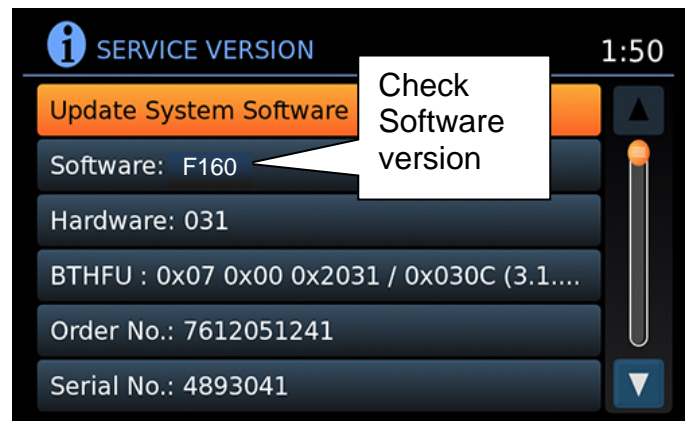 i SERVICE VERSION 1:50
Update System Software
Software: F160
Check
Software
version
Hardware: 031
BTHFU : 0x07 0x00 0x2031 / 0x030C (3.1....
Order No.: 7612051241
Serial No.: 4893041